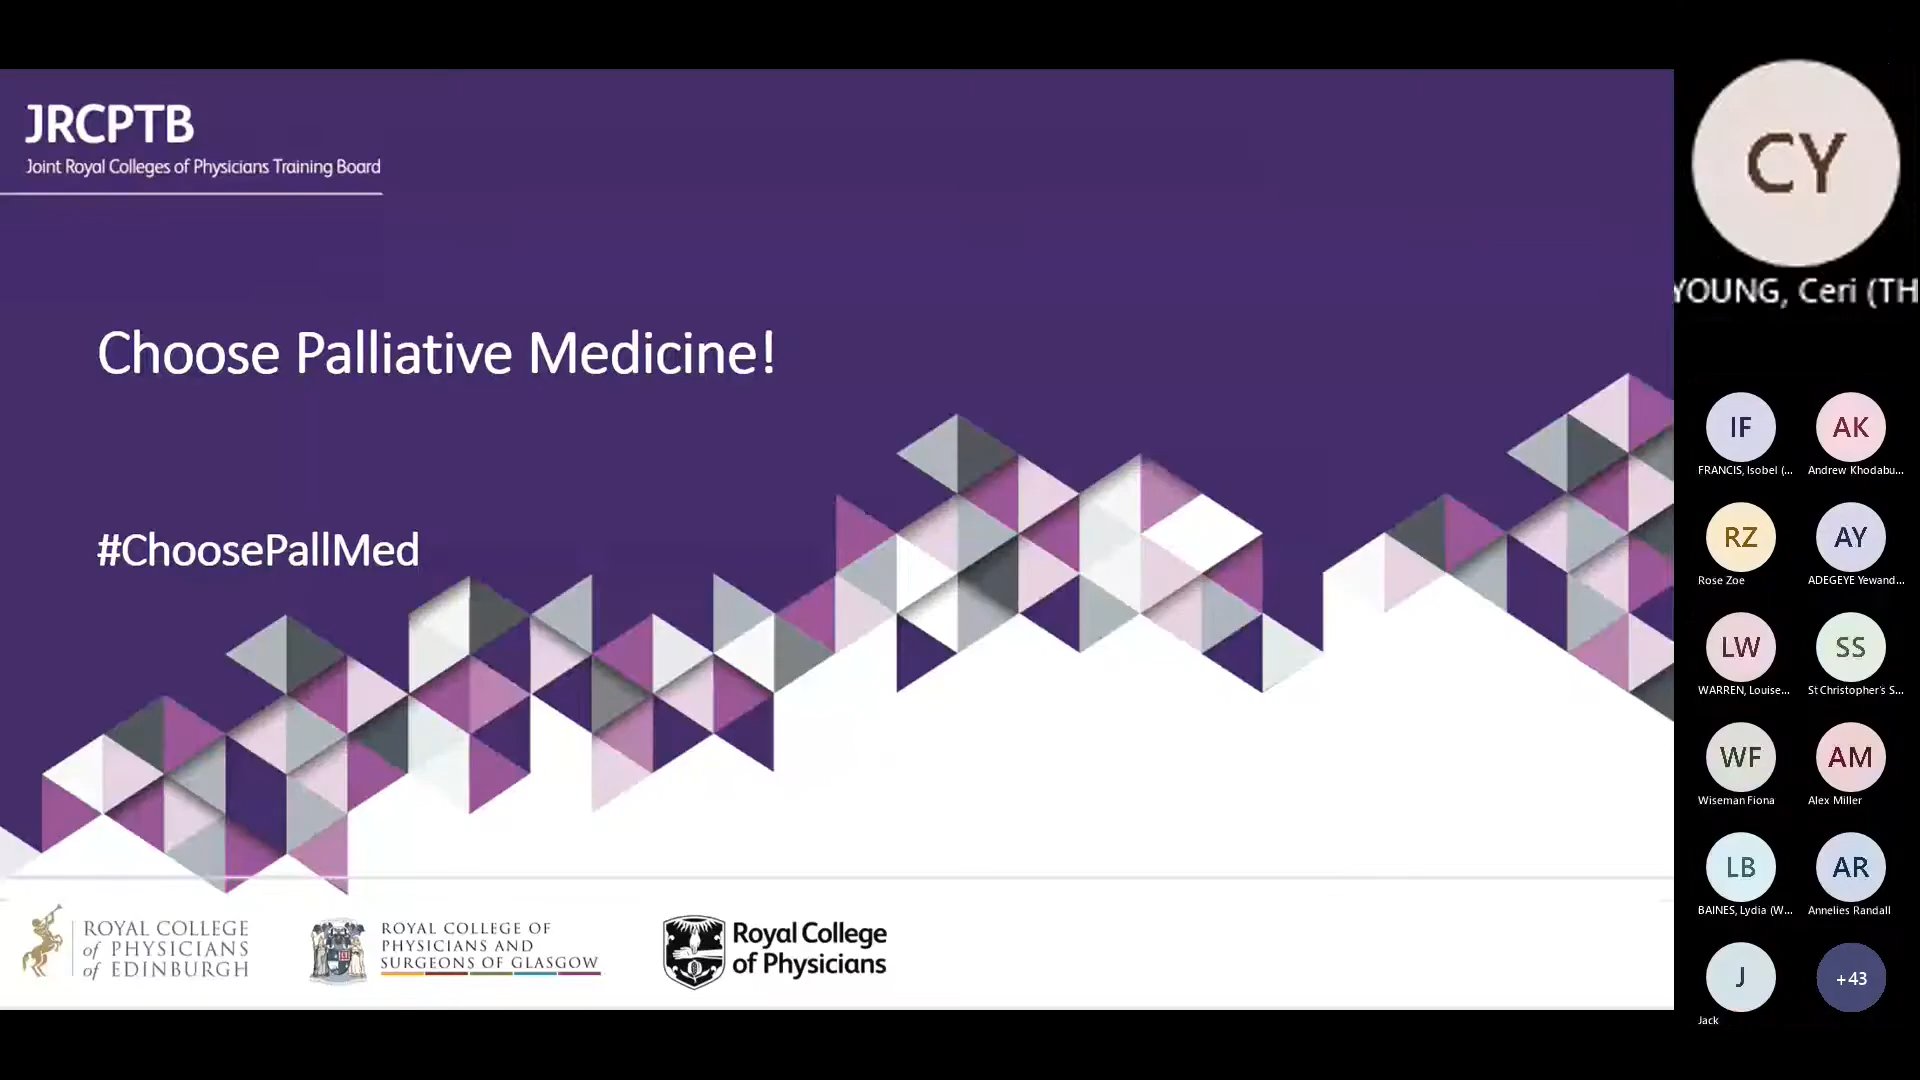 JRCPTB
Joint Royal Colleges of Physicians Training Board
Choose Palliative Medicine!
#ChoosePallMed
ROYAL COLLEGE
of PHYSICIANS
of EDINBURGH
ROYAL COLLEGE OF
PHYSICIANS AND
SURGEONS OF GLASGOW
Royal College
of Physicians
CY
YOUNG, Ceri (TH
IF
FRANCIS, Isobel (...
AK
Andrew Khodabu...
RZ
Rose Zoe
AY
ADEGEYE Yewand...
LW
WARREN, Louise...
SS
St Christopher's S...
WF
Wiseman Fiona
AM
Alex Miller
LB
BAINES, Lydia (W...
AR
Annelies Randall
J
Jack
+43